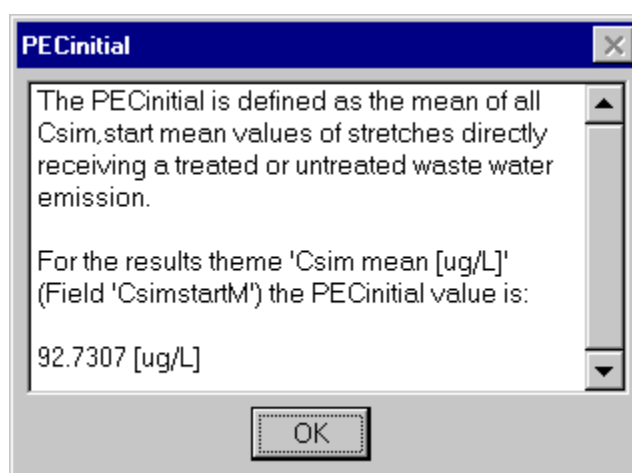 PECinitial
The PECinitial is defined as the mean of all
Csim,start mean values of stretches directly
receiving a treated or untreated waste water
emission.
For the results theme 'Csim mean [ug/L]'
(Field 'CsimstartM') the PECinitial value is:
92.7307 [ug/L]
OK